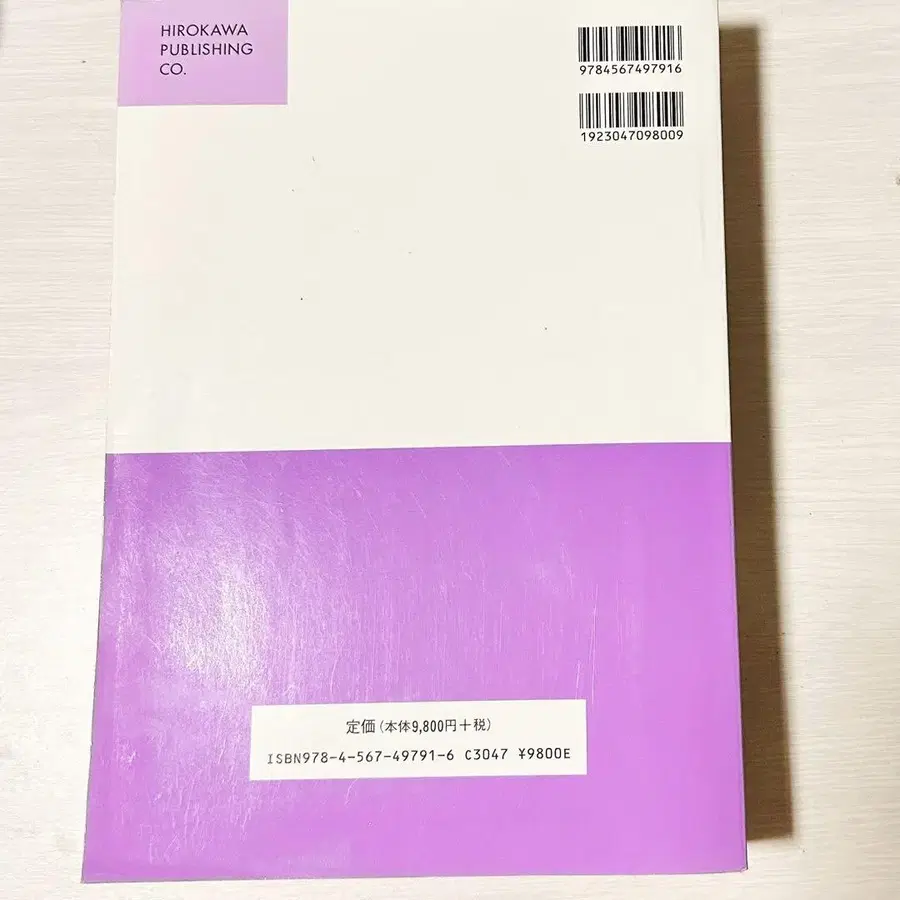 HIROKAWA
PUBLISHING
CO.
9784567497916
1923047098009
定価(本体9,800円+税)
ISBN978-4-567-49791-6 C3047 ¥9800E